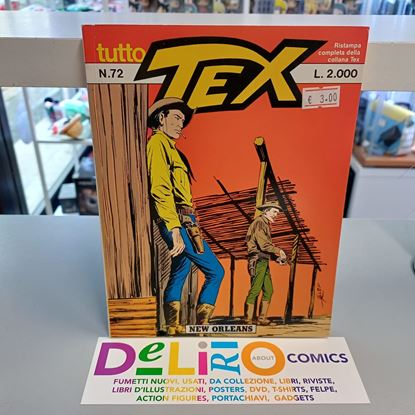 tutto
TEX
Ristampa
completa della
collana Tex
N.72
L. 2.000
€ 3.00
NEW ORLEANS
DeLiRiO ABOUT COMICS
FUMETTI NUOVI, USATI, DA COLLEZIONE, LIBRI, RIVISTE,
LIBRI D'ILLUSTRAZIONI, POSTERS, DVD, T-SHIRTS, FELPE,
ACTION FIGURES, PORTACHIAVI, GADGETS